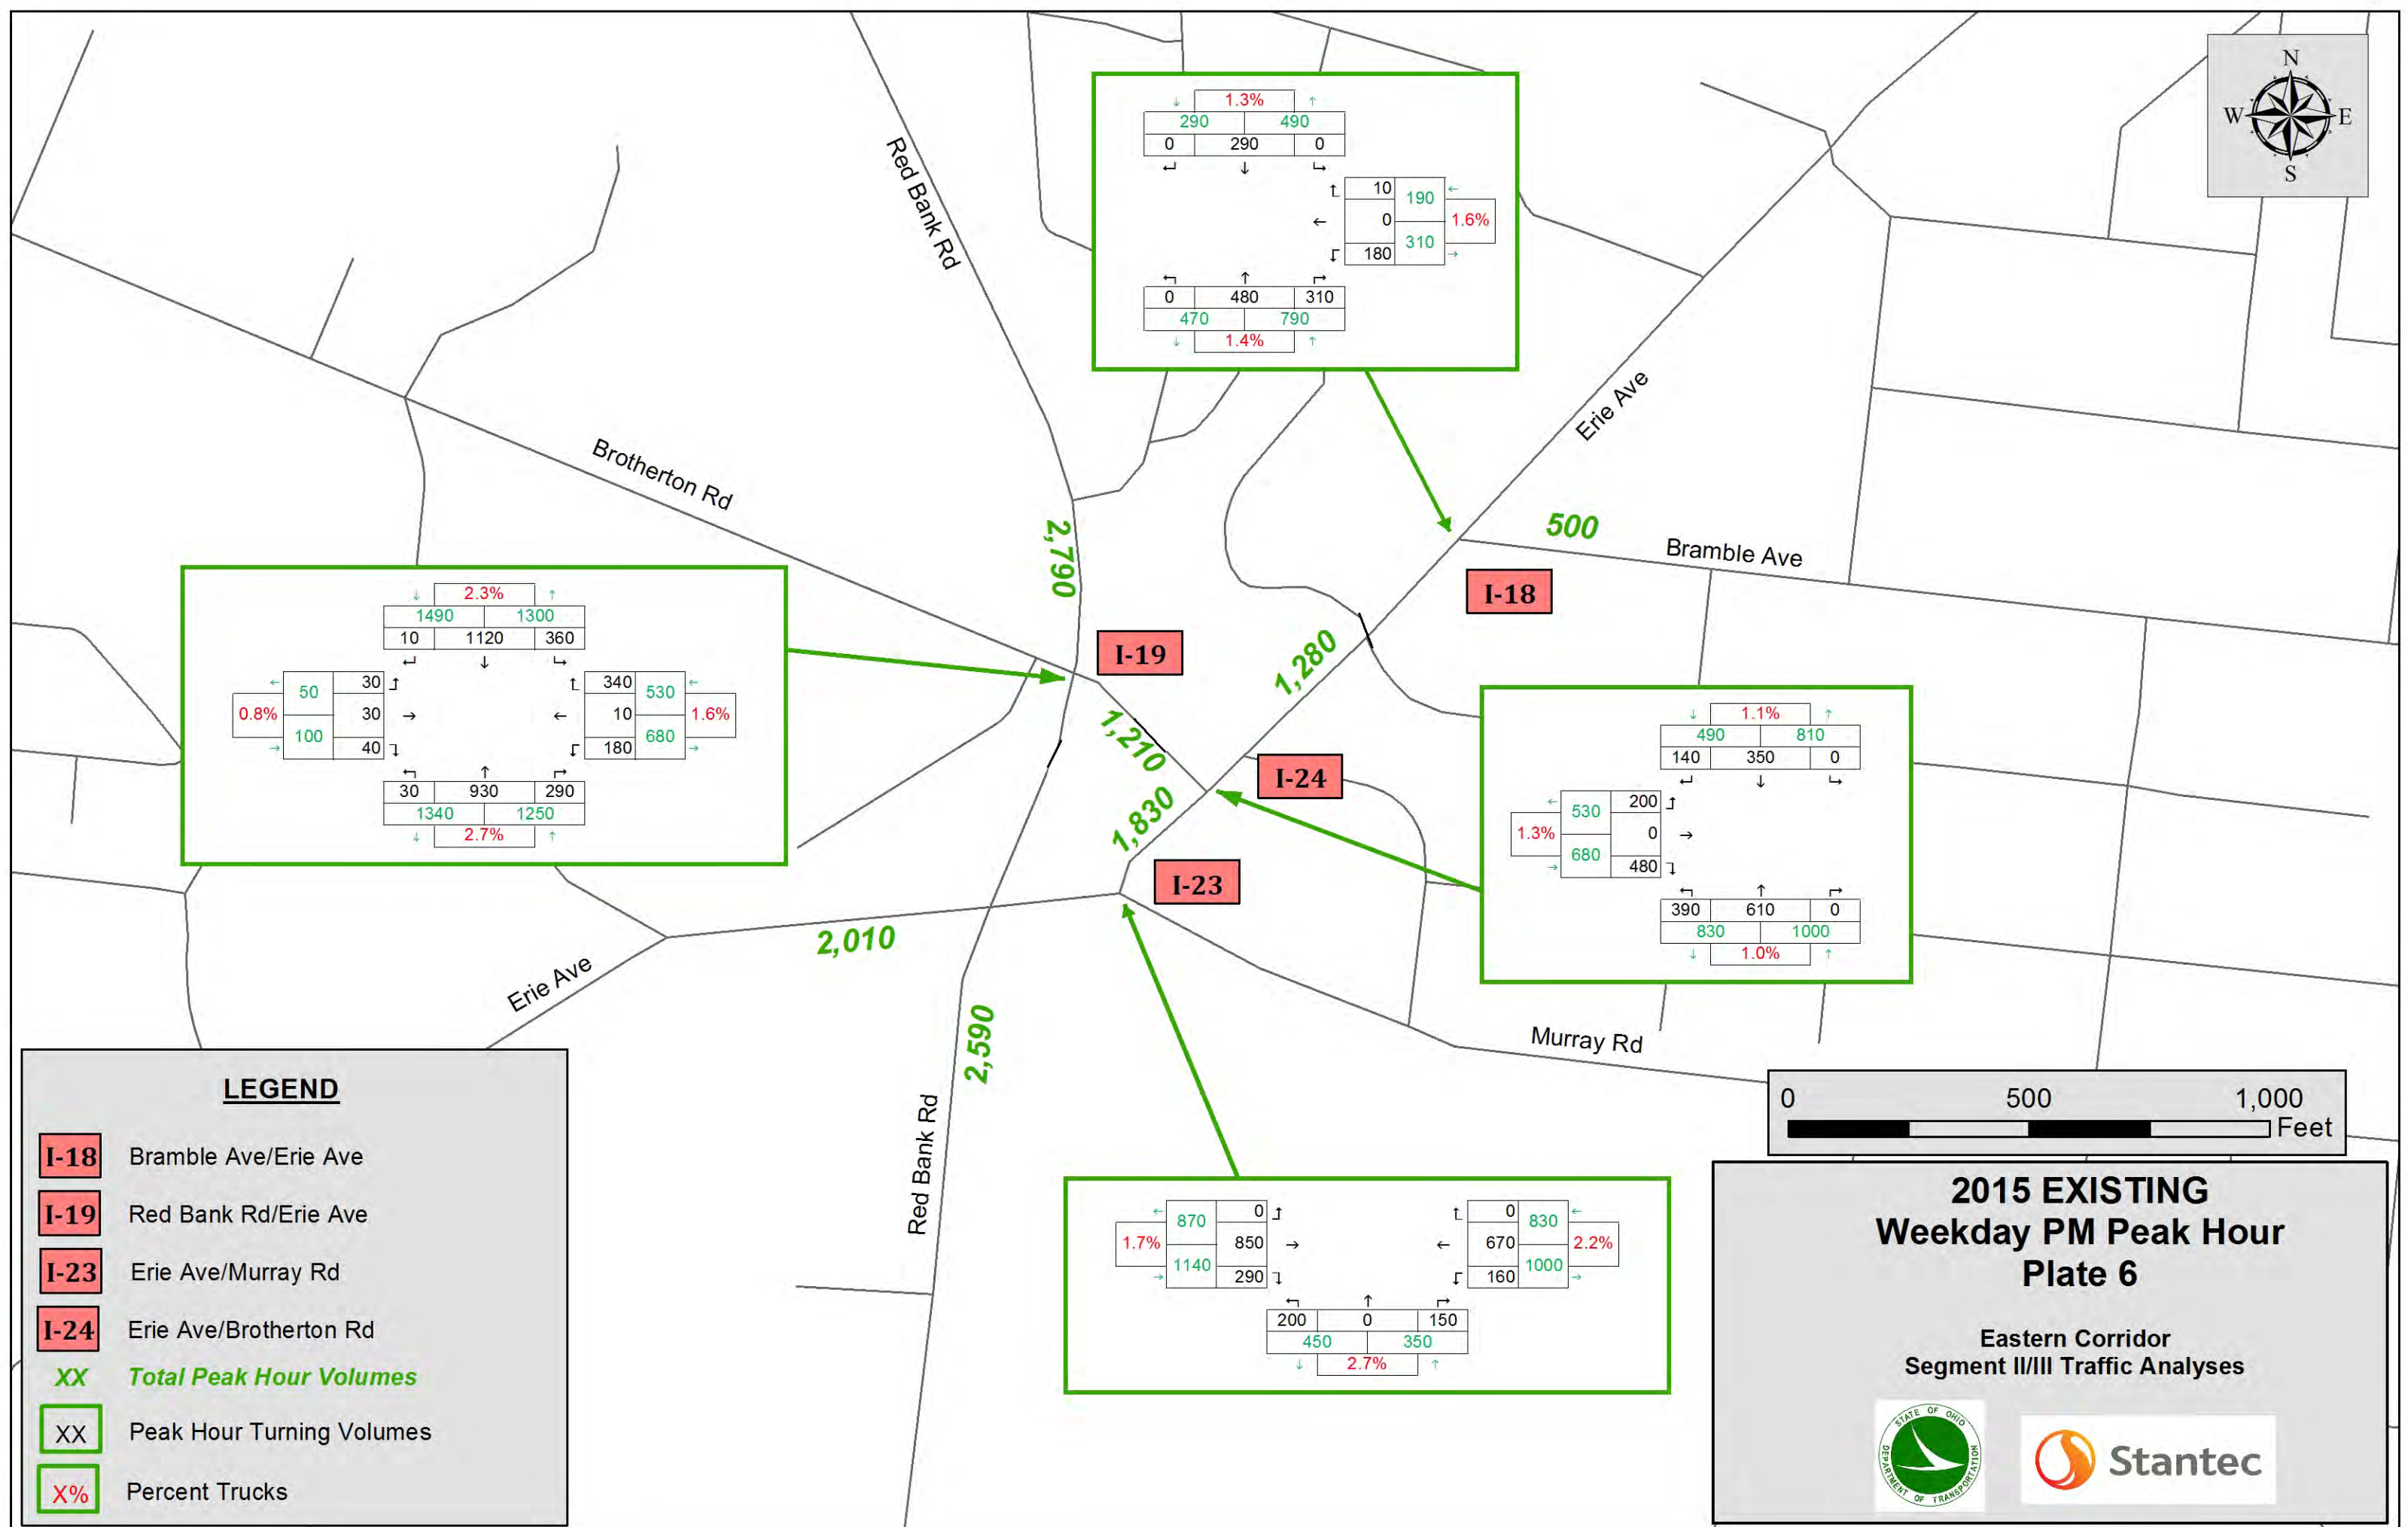 N
W E
S
Red Bank Rd
1.3%
↓ 290 490 ↑
0 290 0
10 190
0 1.6%
180 310
0 480 310
↓ 470 790 ↑
1.4%
Erie Ave
Brotherton Rd
2,790
500
Bramble Ave
I-18
2.3%
↓ 1490 1300 ↑
10 1120 360
50 30
0.8% 30
100 40
340 530
10 1.6%
180 680
30 930 290
↓ 1340 1250 ↑
2.7%
I-19
1,280
1,210
I-24
1,830
I-23
1.1%
↓ 490 810 ↑
140 350 0
530 200
1.3% 0
680 480
390 610 0
830 1000
↓ 1.0% ↑
2,010
Erie Ave
2,590
Murray Rd
Red Bank Rd
870 0
1.7% 850
1140 290
0 830
670 2.2%
160 1000
200 0 150
450 350
↓ 2.7% ↑
LEGEND
I-18 Bramble Ave/Erie Ave
I-19 Red Bank Rd/Erie Ave
I-23 Erie Ave/Murray Rd
I-24 Erie Ave/Brotherton Rd
XX Total Peak Hour Volumes
XX Peak Hour Turning Volumes
X% Percent Trucks
0 500 1,000
Feet
2015 EXISTING
Weekday PM Peak Hour
Plate 6
Eastern Corridor
Segment II/III Traffic Analyses
STATE OF OHIO
DEPARTMENT OF TRANSPORTATION
Stantec